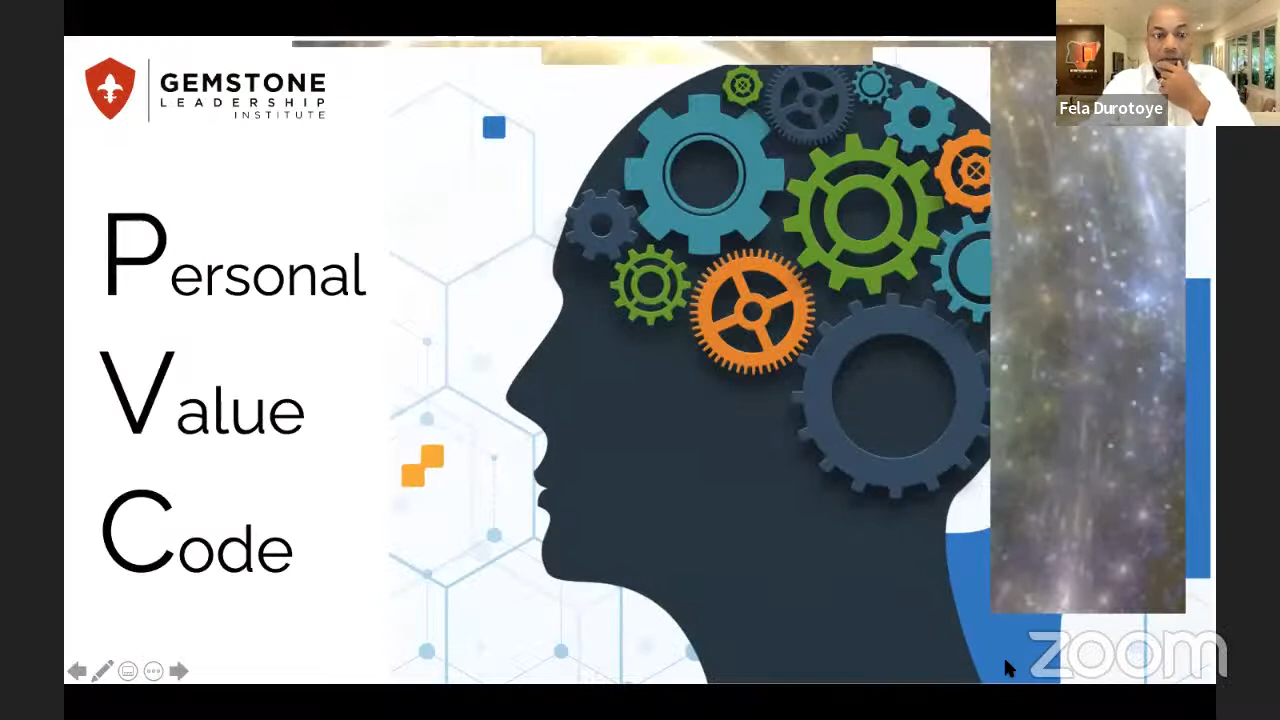 GEMSTONE
LEADERSHIP
INSTITUTE
Fela Durotoye
Personal
Value
Code
zoom